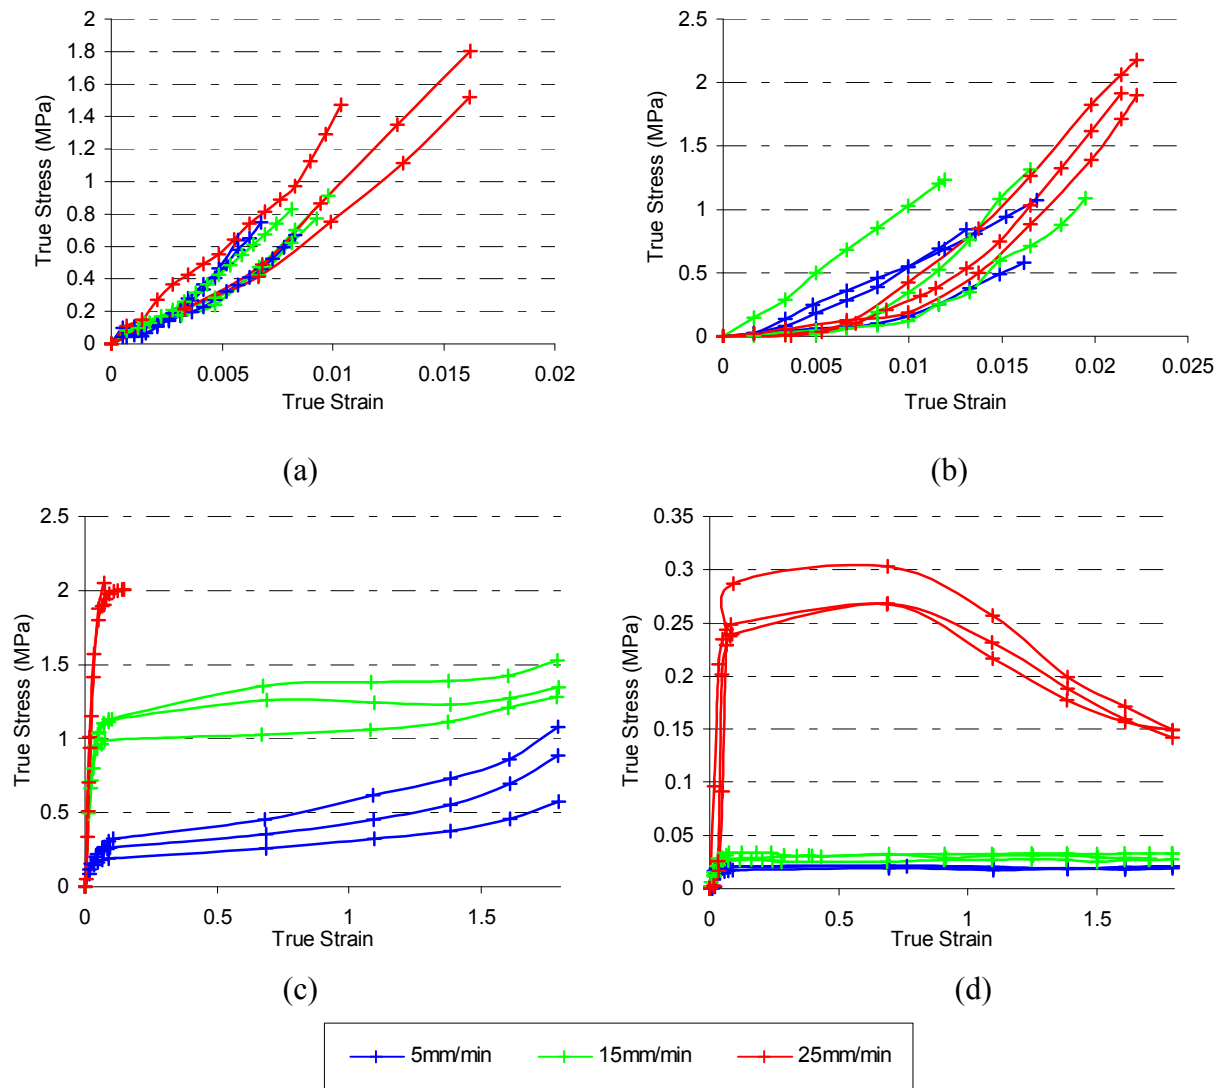 2
1.8
1.6
1.4
1.2
1
0.8
0.6
0.4
0.2
0
True Stress (MPa)
0 0.005 0.01 0.015 0.02
True Strain
(a)
2.5
2
1.5
1
0.5
0
True Stress (MPa)
0 0.005 0.01 0.015 0.02 0.025
True Strain
(b)
2.5
2
1.5
1
0.5
0
True Stress (MPa)
0 0.5 1 1.5
True Strain
(c)
0.35
0.3
0.25
0.2
0.15
0.1
0.05
0
True Stress (MPa)
0 0.5 1 1.5
True Strain
(d)
5mm/min 15mm/min 25mm/min